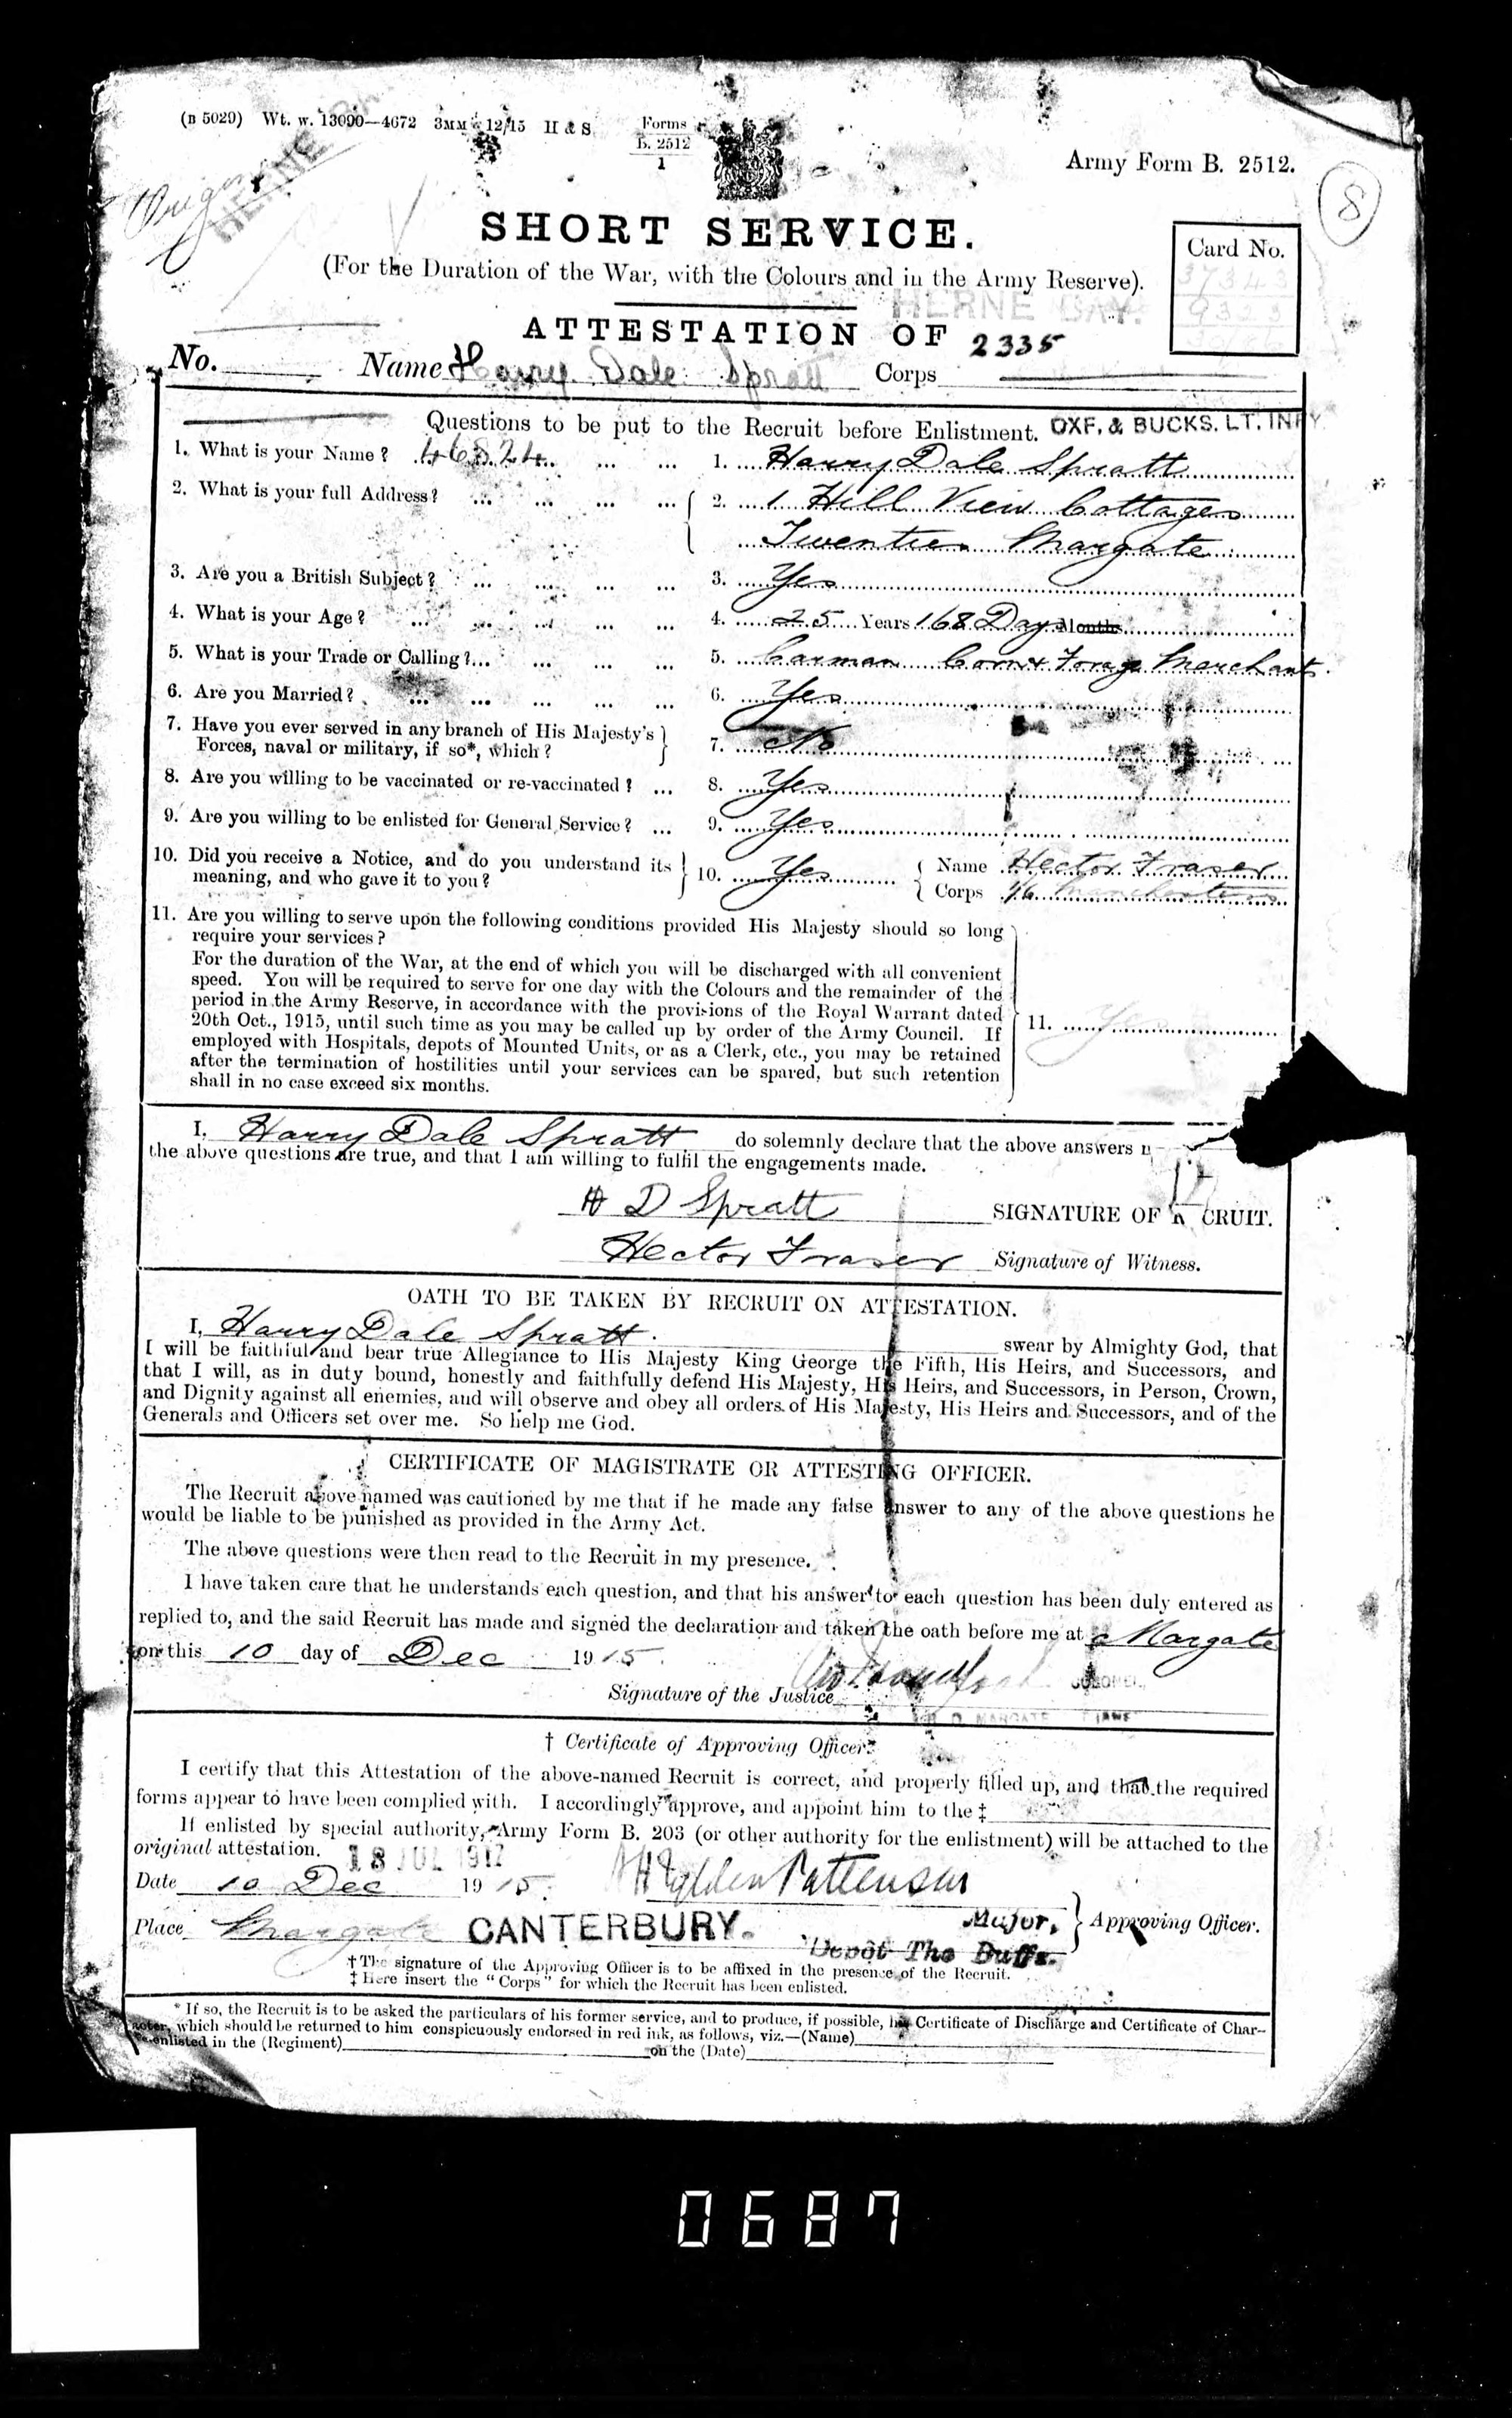 (B 5029) Wt. w. 13090—4672 3MM 12/15 H & S Forms
B. 2512
1
Army Form B. 2512.
8
HERNE
SHORT SERVICE.
Card No.
37343
9323
(For the Duration of the War, with the Colours and in the Army Reserve).
HERNE BAY.
ATTESTATION OF
2335
No. Name Harry Dale Spratt Corps
Questions to be put to the Recruit before Enlistment. OXF. & BUCKS. LT. INFY
1. What is your Name? 46824 ... ... 1. Harry Dale Spratt
2. What is your full Address? ... ... ... ... 2. 1 Hill View Cottages
Twenties Margate
3. Are you a British Subject? ... ... ... ... 3. Yes
4. What is your Age? ... ... ... ... ... 4. 25 Years 168 Days Months
5. What is your Trade or Calling?... ... ... ... 5. Carman Corn & Forage Merchants.
6. Are you Married? ... ... ... ... ... 6. Yes
7. Have you ever served in any branch of His Majesty's
Forces, naval or military, if so*, which? 7. No
8. Are you willing to be vaccinated or re-vaccinated? ... 8. Yes
9. Are you willing to be enlisted for General Service? ... 9. Yes
10. Did you receive a Notice, and do you understand its
meaning, and who gave it to you? 10. Yes Name Hector Fraser
Corps Manchesters
11. Are you willing to serve upon the following conditions provided His Majesty should so long
require your services?
For the duration of the War, at the end of which you will be discharged with all convenient
speed. You will be required to serve for one day with the Colours and the remainder of the
period in the Army Reserve, in accordance with the provisions of the Royal Warrant dated
20th Oct., 1915, until such time as you may be called up by order of the Army Council. If
employed with Hospitals, depots of Mounted Units, or as a Clerk, etc., you may be retained
after the termination of hostilities until your services can be spared, but such retention
shall in no case exceed six months.
11. Yes
I, Harry Dale Spratt do solemnly declare that the above answers
the above questions are true, and that I am willing to fulfil the engagements made.
H D Spratt SIGNATURE OF R CRUIT.
Hector Fraser Signature of Witness.
OATH TO BE TAKEN BY RECRUIT ON ATTESTATION.
I, Harry Dale Spratt. swear by Almighty God, that
I will be faithful and bear true Allegiance to His Majesty King George the Fifth, His Heirs, and Successors, and
that I will, as in duty bound, honestly and faithfully defend His Majesty, His Heirs, and Successors, in Person, Crown,
and Dignity against all enemies, and will observe and obey all orders of His Majesty, His Heirs and Successors, and of the
Generals and Officers set over me. So help me God.
CERTIFICATE OF MAGISTRATE OR ATTESTING OFFICER.
The Recruit above named was cautioned by me that if he made any false answer to any of the above questions he
would be liable to be punished as provided in the Army Act.
The above questions were then read to the Recruit in my presence.
I have taken care that he understands each question, and that his answer to each question has been duly entered as
replied to, and the said Recruit has made and signed the declaration and taken the oath before me at Margate
on this 10 day of Dec 1915.
COLONEL,
Signature of the Justice
MARGATE
† Certificate of Approving Officer.
I certify that this Attestation of the above-named Recruit is correct, and properly filled up, and that the required
forms appear to have been complied with. I accordingly approve, and appoint him to the ‡
If enlisted by special authority, Army Form B. 203 (or other authority for the enlistment) will be attached to the
original attestation. 18 JUL 1917
Date 10 Dec 1915. Pattenson
Major, Approving Officer.
Place Margate CANTERBURY.
Depôt The Buffs.
† The signature of the Approving Officer is to be affixed in the presence of the Recruit.
‡ Here insert the "Corps" for which the Recruit has been enlisted.
* If so, the Recruit is to be asked the particulars of his former service, and to produce, if possible, his Certificate of Discharge and Certificate of Char-
acter, which should be returned to him conspicuously endorsed in red ink, as follows, viz.—(Name)
re-enlisted in the (Regiment) on the (Date)
0687